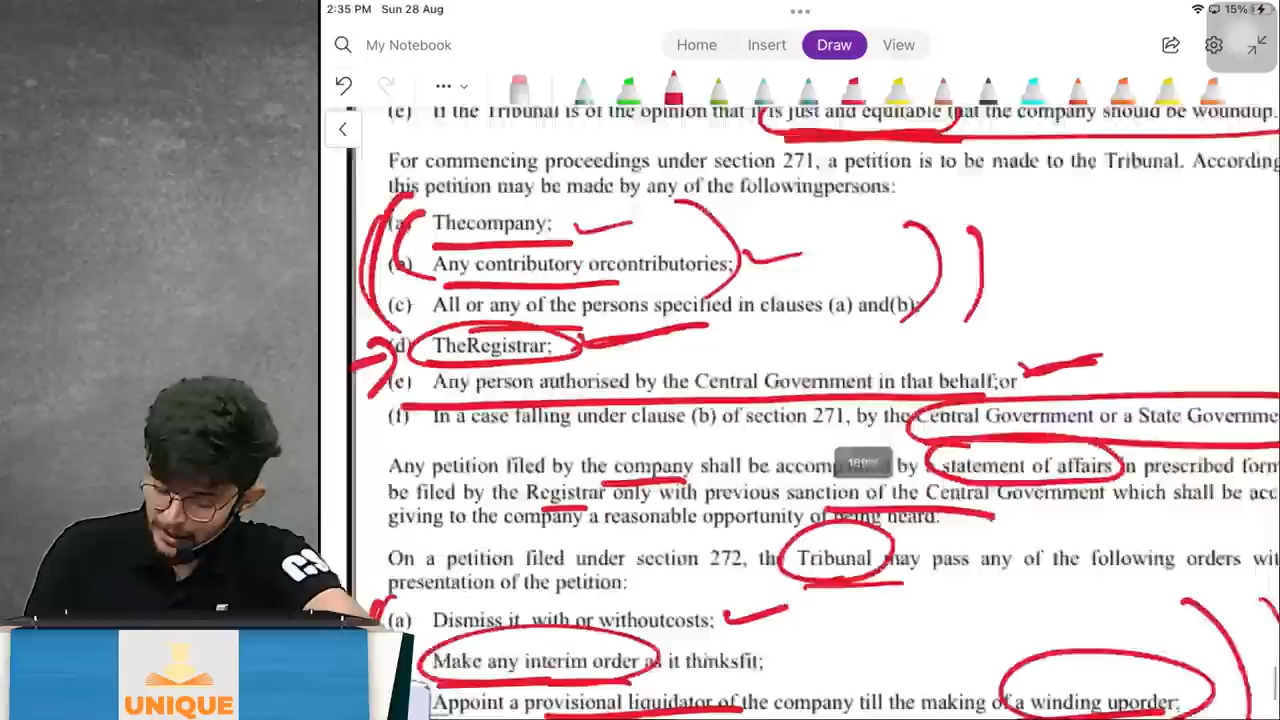 2:35 PM Sun 28 Aug
15%
My Notebook
Home Insert Draw View
(e) If the Tribunal is of the opinion that it is just and equitable that the company should be woundup.
For commencing proceedings under section 271, a petition is to be made to the Tribunal. According
this petition may be made by any of the followingpersons:
(a) Thecompany;
Any contributory orcontributories;
(c) All or any of the persons specified in clauses (a) and(b);
(d) TheRegistrar;
(e) Any person authorised by the Central Government in that behalf;or
(f) In a case falling under clause (b) of section 271, by the Central Government or a State Governme
Any petition filed by the company shall be accomp by a statement of affairs in prescribed form
be filed by the Registrar only with previous sanction of the Central Government which shall be acc
giving to the company a reasonable opportunity of being heard.
On a petition filed under section 272, the Tribunal may pass any of the following orders wit
presentation of the petition:
(a) Dismiss it, with or withoutcosts;
Make any interim order as it thinksfit;
Appoint a provisional liquidator of the company till the making of a winding uporder;
UNIQUE